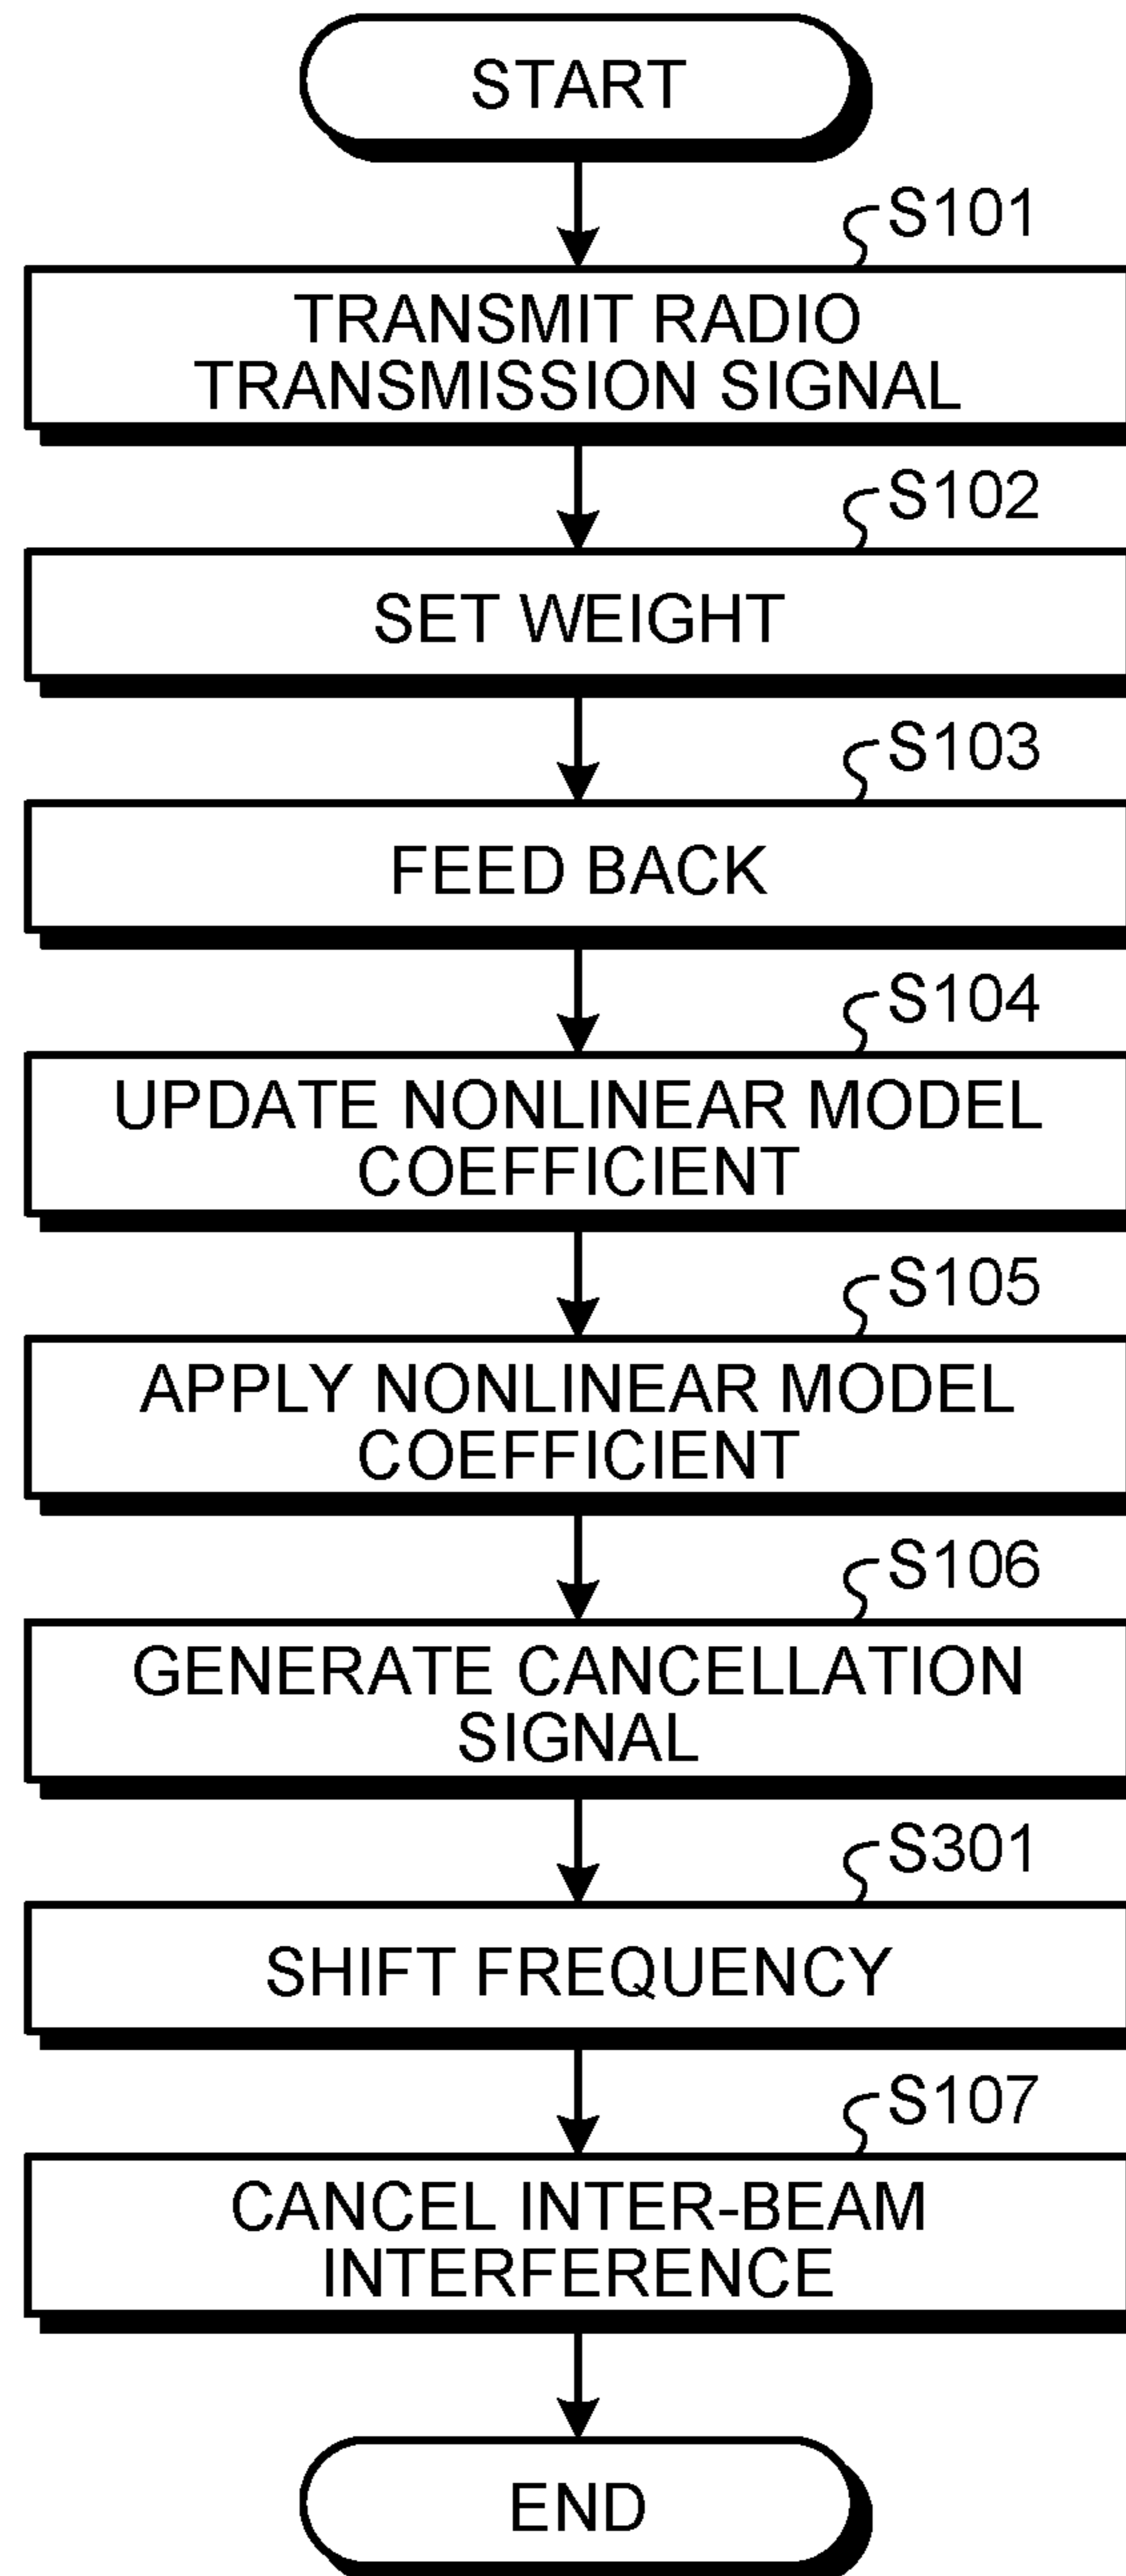 START
S101
TRANSMIT RADIO
TRANSMISSION SIGNAL
S102
SET WEIGHT
S103
FEED BACK
S104
UPDATE NONLINEAR MODEL
COEFFICIENT
S105
APPLY NONLINEAR MODEL
COEFFICIENT
S106
GENERATE CANCELLATION
SIGNAL
S301
SHIFT FREQUENCY
S107
CANCEL INTER-BEAM
INTERFERENCE
END